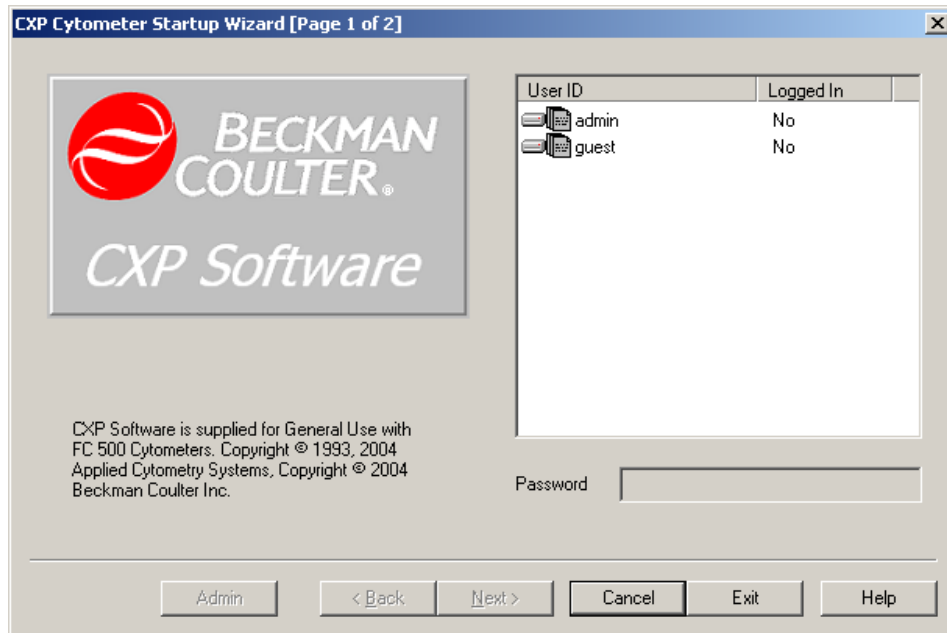 CXP Cytometer Startup Wizard [Page 1 of 2]
BECKMAN
COULTER®
CXP Software
User ID Logged In
admin No
guest No
CXP Software is supplied for General Use with
FC 500 Cytometers. Copyright © 1993, 2004
Applied Cytometry Systems, Copyright © 2004
Beckman Coulter Inc.
Password
Admin < Back Next > Cancel Exit Help